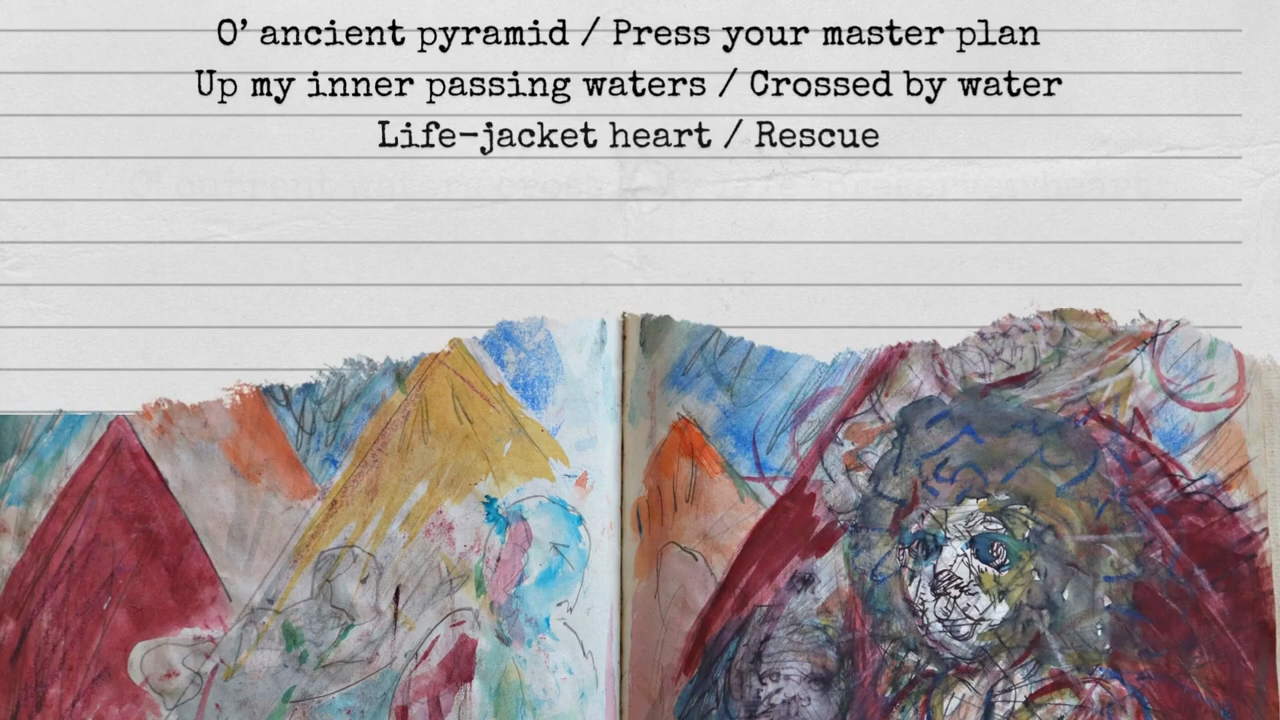 O’ ancient pyramid / Press your master plan
Up my inner passing waters / Crossed by water
Life-jacket heart / Rescue